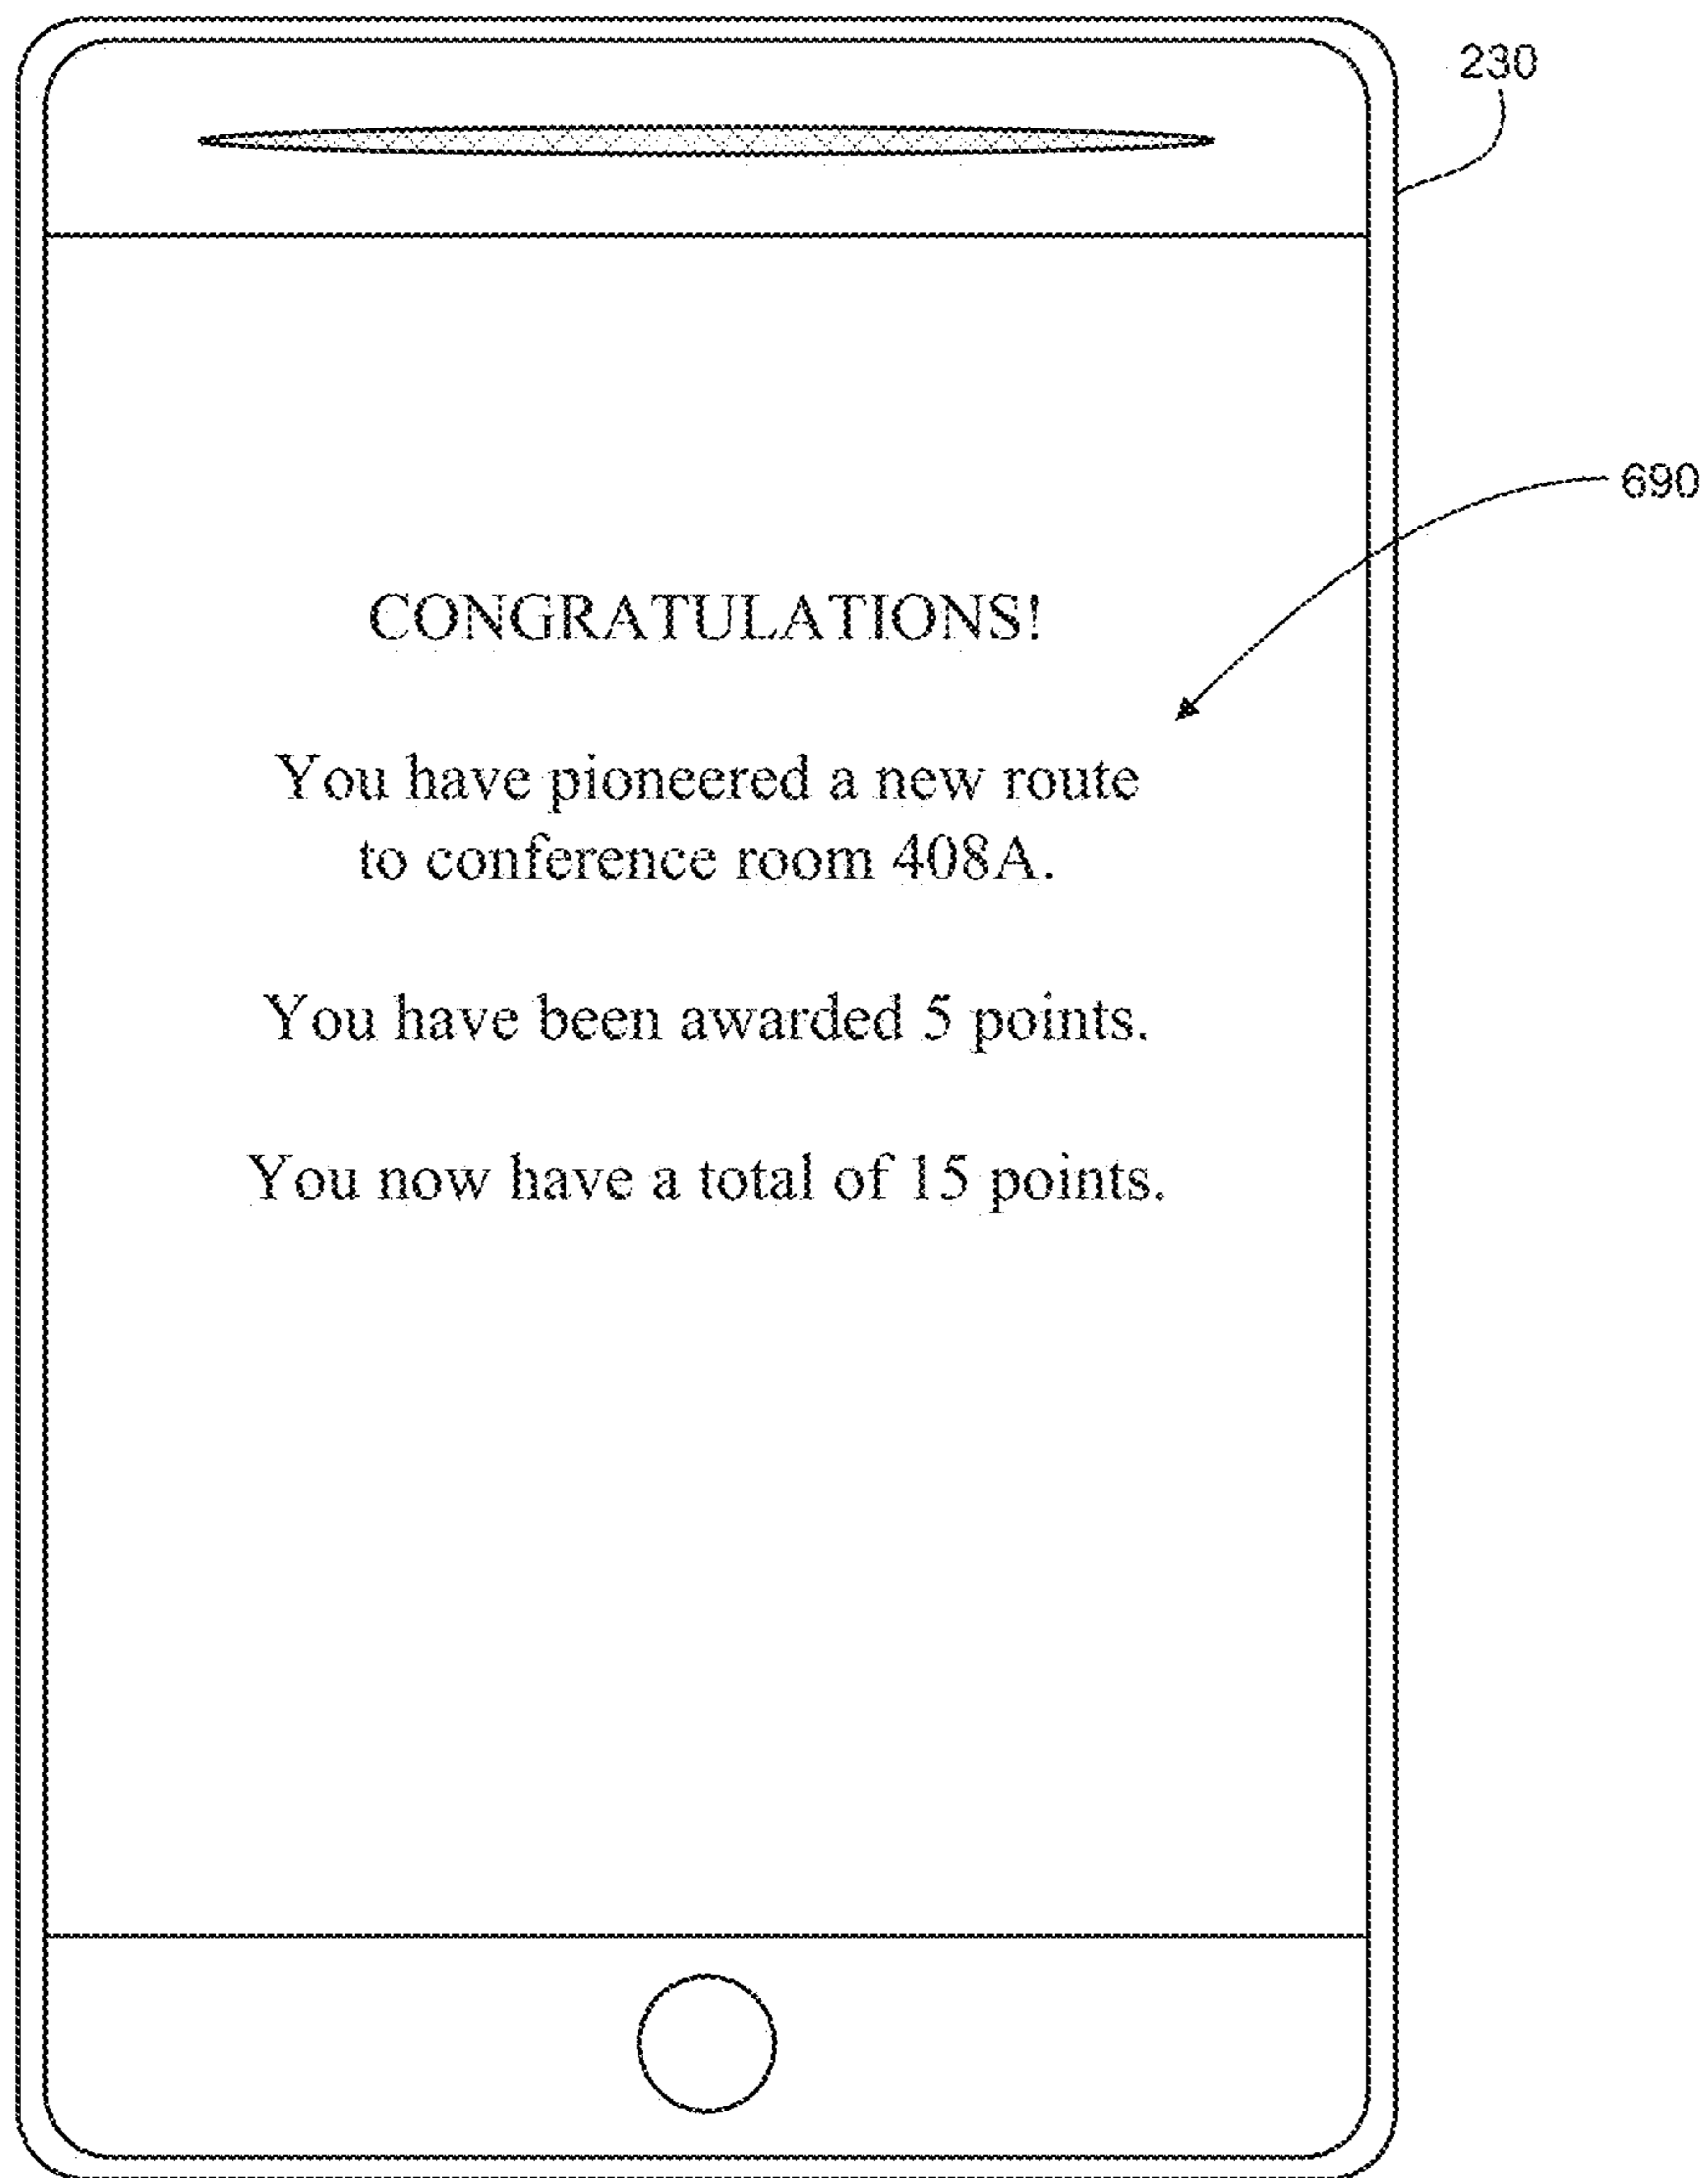 230
690
CONGRATULATIONS!
You have pioneered a new route
to conference room 408A.
You have been awarded 5 points.
You now have a total of 15 points.